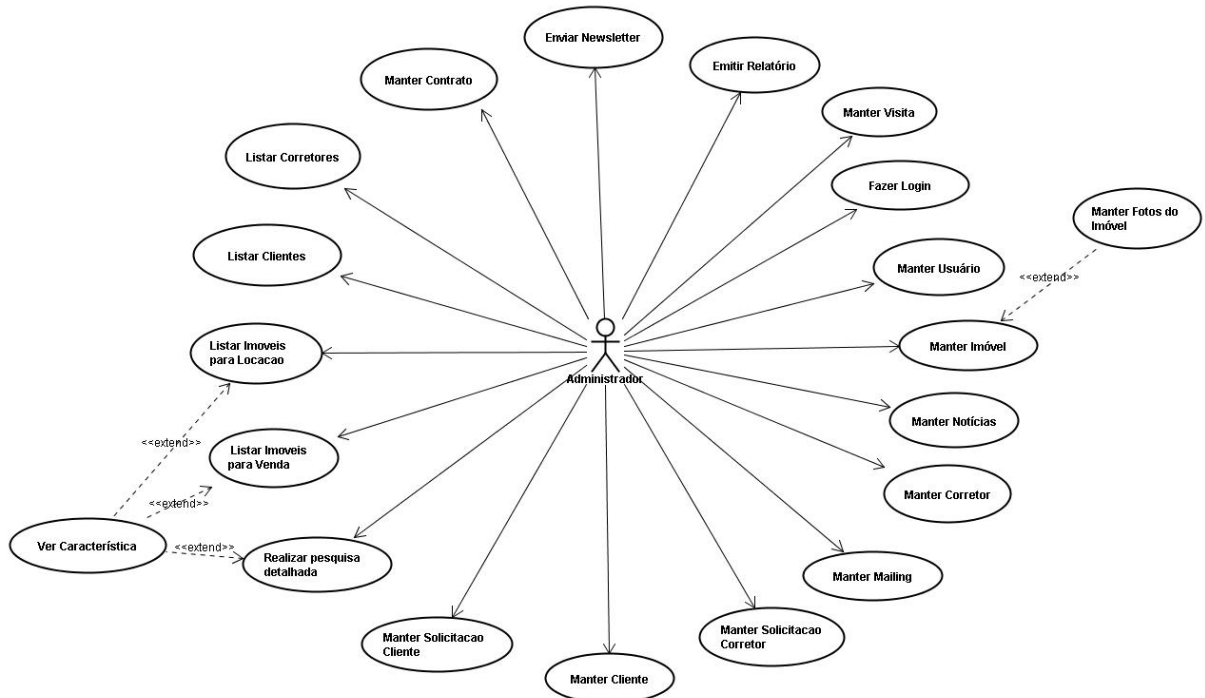 Enviar Newsletter
Emitir Relatório
Manter Contrato
Manter Visita
Listar Corretores
Fazer Login
Manter Fotos do
Imóvel
Listar Clientes
Manter Usuário
<<extend>>
Listar Imoveis
para Locacao
Manter Imóvel
Administrador
Manter Notícias
<<extend>>
Listar Imoveis
para Venda
Manter Corretor
<<extend>>
Ver Característica
<<extend>>
Realizar pesquisa
detalhada
Manter Mailing
Manter Solicitacao
Cliente
Manter Solicitacao
Corretor
Manter Cliente